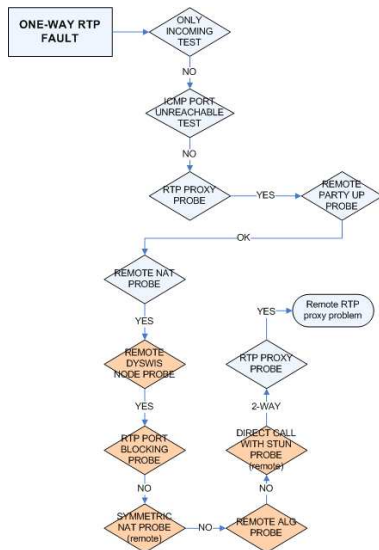 ONE-WAY RTP
FAULT
ONLY
INCOMING
TEST
NO
ICMP PORT
UNREACHABLE
TEST
NO
RTP PROXY
PROBE
YES
REMOTE
PARTY UP
PROBE
OK
REMOTE NAT
PROBE
YES
REMOTE
DYSWIS
NODE PROBE
YES
RTP PORT
BLOCKING
PROBE
NO
SYMMETRIC
NAT PROBE
(remote)
NO
REMOTE ALG
PROBE
NO
DIRECT CALL
WITH STUN
PROBE
(remote)
2-WAY
RTP PROXY
PROBE
YES
Remote RTP
proxy problem